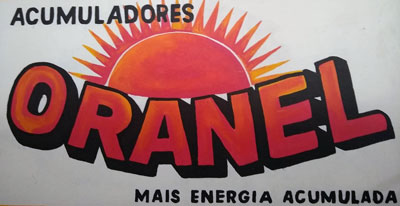 ACUMULADORES
ORANEL
MAIS ENERGIA ACUMULADA